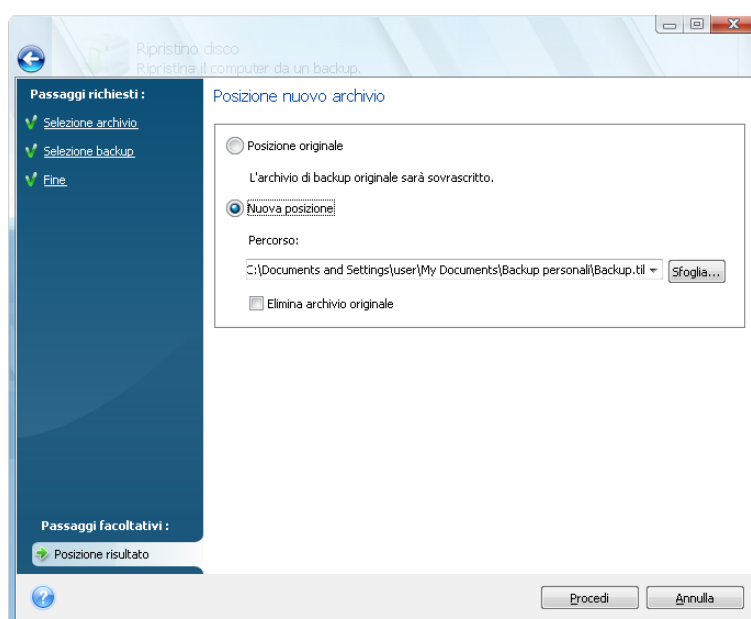 Ripristino disco
Ripristina il computer da un backup.
Passaggi richiesti :
Selezione archivio
Selezione backup
Fine
Posizione nuovo archivio
Posizione originale
L'archivio di backup originale sarà sovrascritto.
Nuova posizione
Percorso:
C:\Documents and Settings\user\My Documents\Backup personali\Backup.til
Sfoglia...
Elimina archivio originale
Passaggi facoltativi :
Posizione risultato
Procedi
Annulla